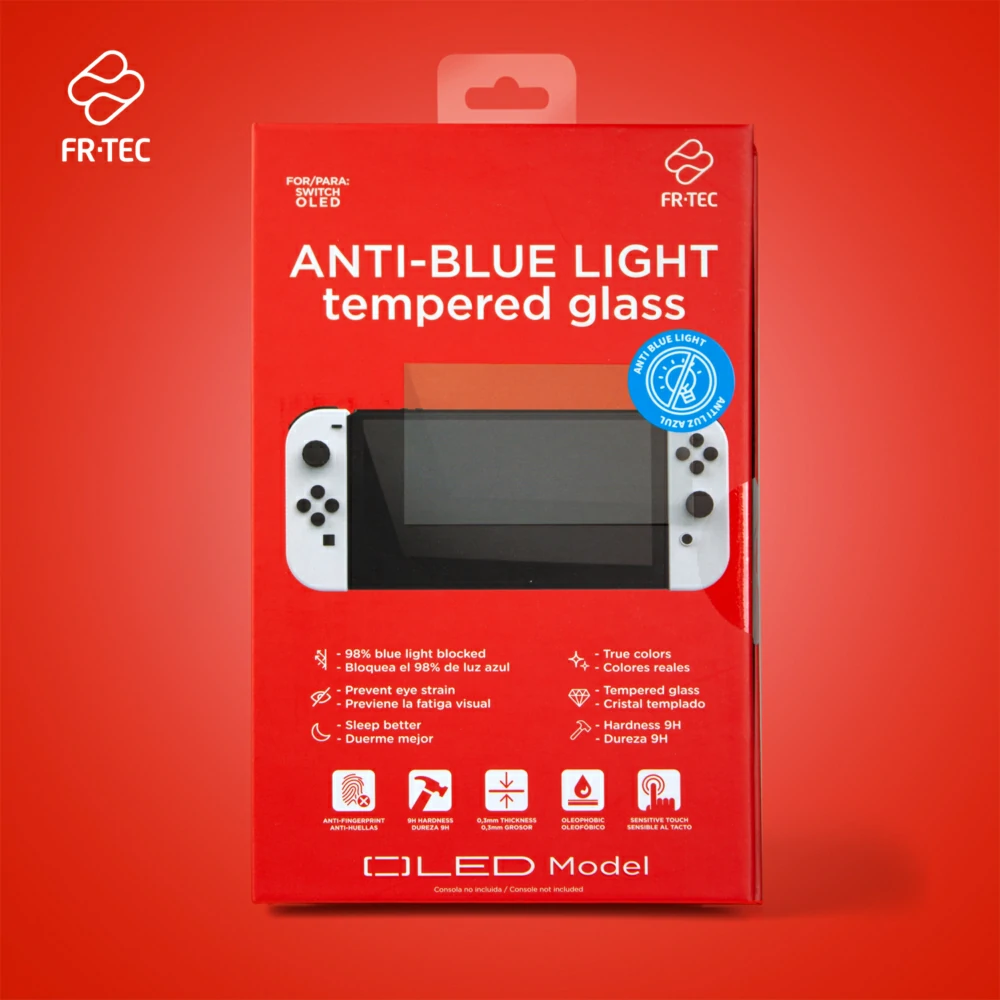 FR·TEC
FOR/PARA:
SWITCH
OLED
FR·TEC
ANTI-BLUE LIGHT
tempered glass
ANTI BLUE LIGHT
ANTI LUZ AZUL
- 98% blue light blocked
- Bloquea el 98% de luz azul
- Prevent eye strain
- Previene la fatiga visual
- Sleep better
- Duerme mejor
- True colors
- Colores reales
- Tempered glass
- Cristal templado
- Hardness 9H
- Dureza 9H
ANTI-FINGERPRINT
ANTI-HUELLAS
9H HARDNESS
DUREZA 9H
0,3mm THICKNESS
0,3mm GROSOR
OLEOPHOBIC
OLEOFÓBICO
SENSITIVE TOUCH
SENSIBLE AL TACTO
OLED Model
Consola no incluida / Console not included